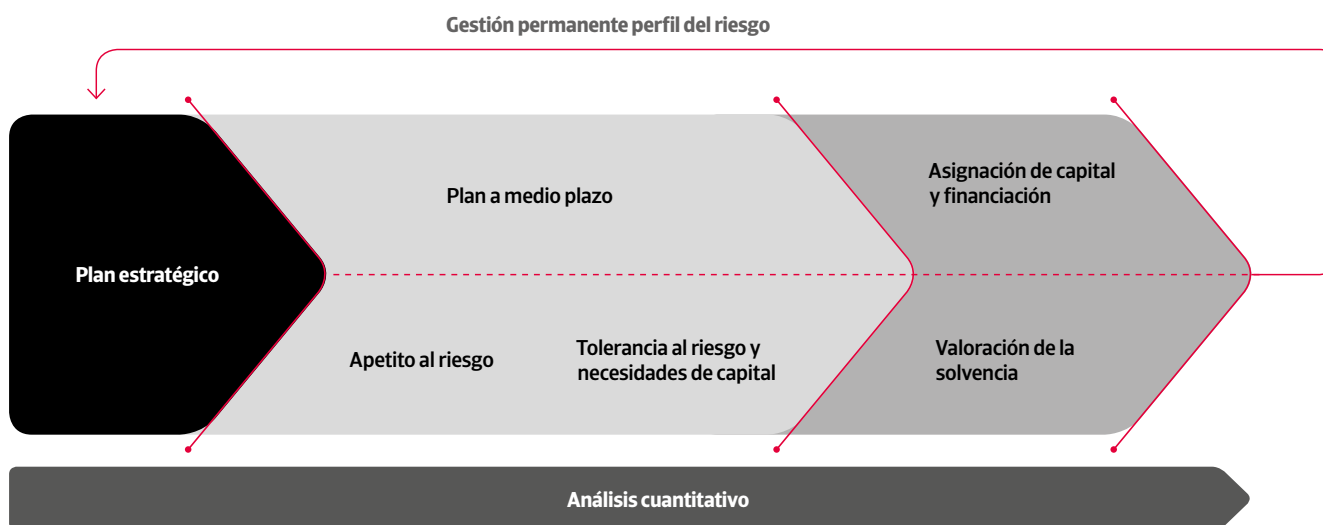 Gestión permanente perfil del riesgo
Plan estratégico
Plan a medio plazo
Apetito al riesgo
Tolerancia al riesgo y
necesidades de capital
Asignación de capital
y financiación
Valoración de la
solvencia
Análisis cuantitativo